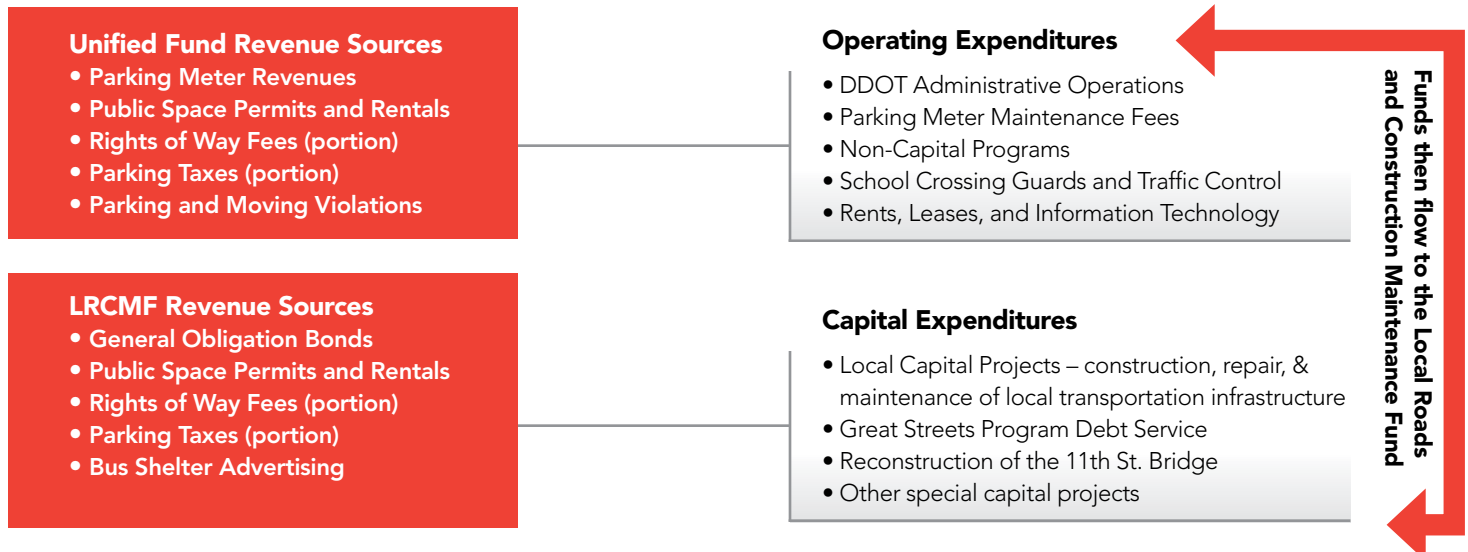 Unified Fund Revenue Sources
• Parking Meter Revenues
• Public Space Permits and Rentals
• Rights of Way Fees (portion)
• Parking Taxes (portion)
• Parking and Moving Violations
Operating Expenditures
• DDOT Administrative Operations
• Parking Meter Maintenance Fees
• Non-Capital Programs
• School Crossing Guards and Traffic Control
• Rents, Leases, and Information Technology
LRCMF Revenue Sources
• General Obligation Bonds
• Public Space Permits and Rentals
• Rights of Way Fees (portion)
• Parking Taxes (portion)
• Bus Shelter Advertising
Capital Expenditures
• Local Capital Projects – construction, repair, &
maintenance of local transportation infrastructure
• Great Streets Program Debt Service
• Reconstruction of the 11th St. Bridge
• Other special capital projects
Funds then flow to the Local Roads
and Construction Maintenance Fund